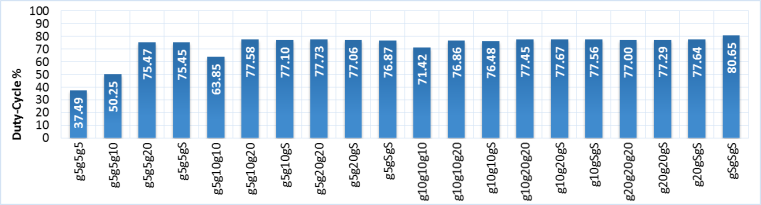 100
90
80
70
60
50
40
30
20
10
0
Duty-Cycle %
37.49
50.25
75.47
75.45
63.85
77.58
77.10
77.73
77.06
76.87
71.42
76.86
76.48
77.45
77.67
77.56
77.00
77.29
77.64
80.65
g5g5g5
g5g5g10
g5g5g20
g5g5gS
g5g10g10
g5g10g20
g5g10gS
g5g20g20
g5g20gS
g5gSgS
g10g10g10
g10g10g20
g10g10gS
g10g20g20
g10g20gS
g10gSgS
g20g20g20
g20g20gS
g20gSgS
gSgSgS